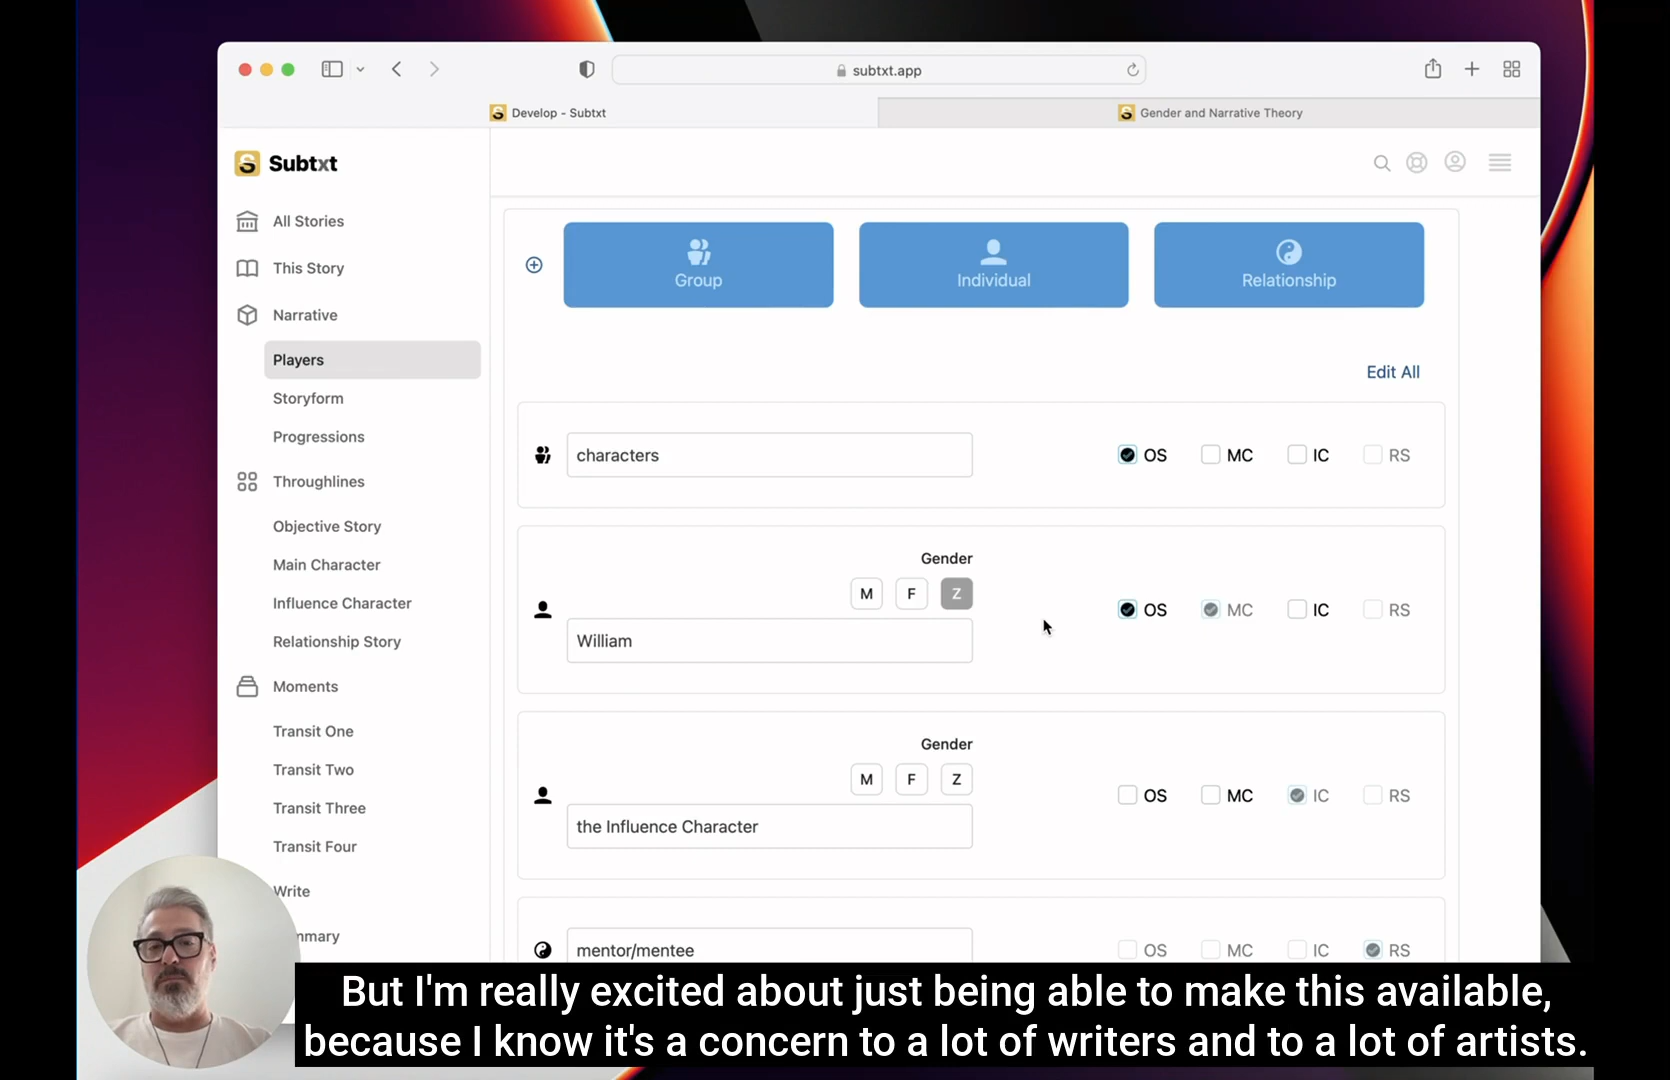 subtxt.app
Develop - Subtxt
Gender and Narrative Theory
Subtxt
All Stories
This Story
Narrative
Players
Storyform
Progressions
Throughlines
Objective Story
Main Character
Influence Character
Relationship Story
Moments
Transit One
Transit Two
Transit Three
Transit Four
Write
mmary
Group
Individual
Relationship
Edit All
characters
OS MC IC RS
Gender
M F Z
William
OS MC IC RS
Gender
M F Z
the Influence Character
OS MC IC RS
mentor/mentee
OS MC IC RS
But I'm really excited about just being able to make this available,
because I know it's a concern to a lot of writers and to a lot of artists.